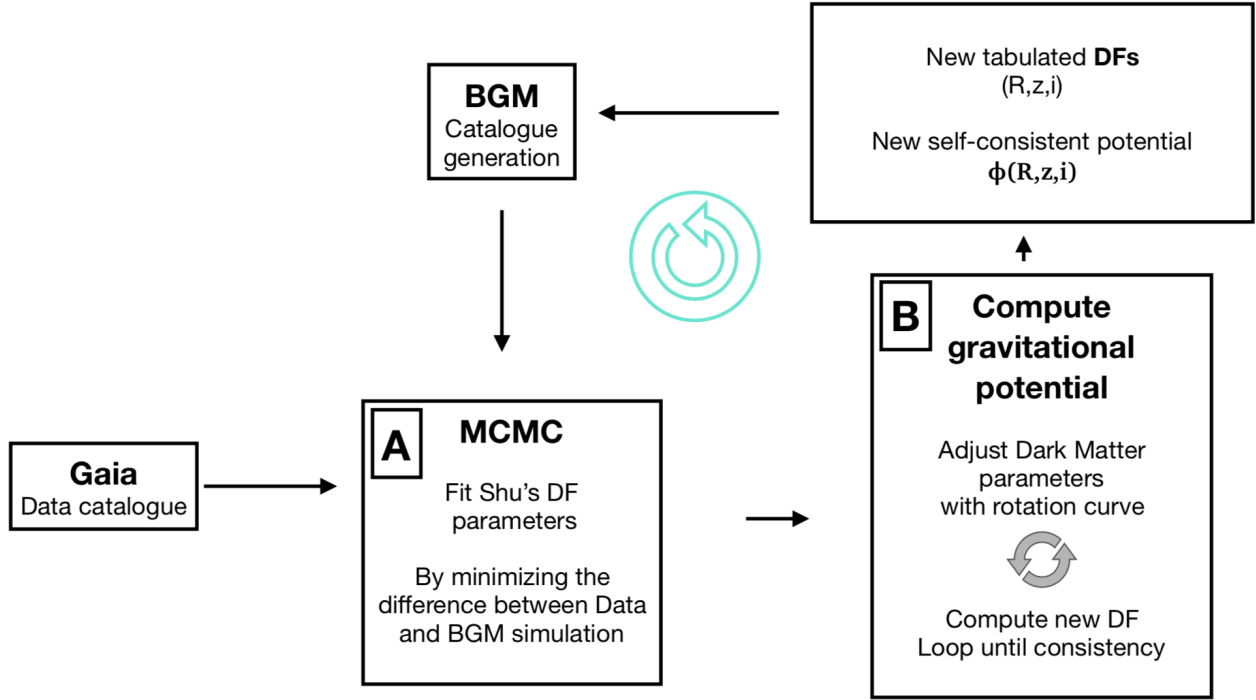 New tabulated DFs
(R,z,i)
New self-consistent potential
ϕ(R,z,i)
BGM
Catalogue
generation
B
Compute
gravitational
potential
Adjust Dark Matter
parameters
with rotation curve
Compute new DF
Loop until consistency
A
MCMC
Fit Shu's DF
parameters
By minimizing the
difference between Data
and BGM simulation
Gaia
Data catalogue